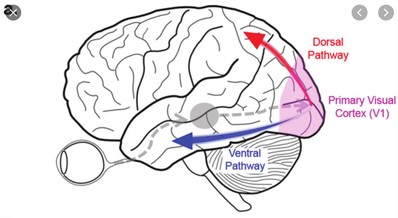 Dorsal
Pathway
Primary Visual
Cortex (V1)
Ventral
Pathway